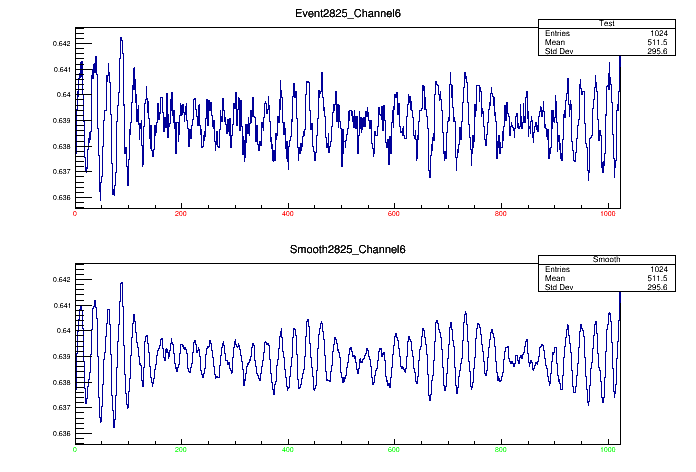 Event2825_Channel6
Test
Entries 1024
Mean 511.5
Std Dev 295.6
0.642
0.641
0.64
0.639
0.638
0.637
0.636
0 200 400 600 800 1000
Smooth2825_Channel6
Smooth
Entries 1024
Mean 511.5
Std Dev 295.6
0.642
0.641
0.64
0.639
0.638
0.637
0.636
0 200 400 600 800 1000